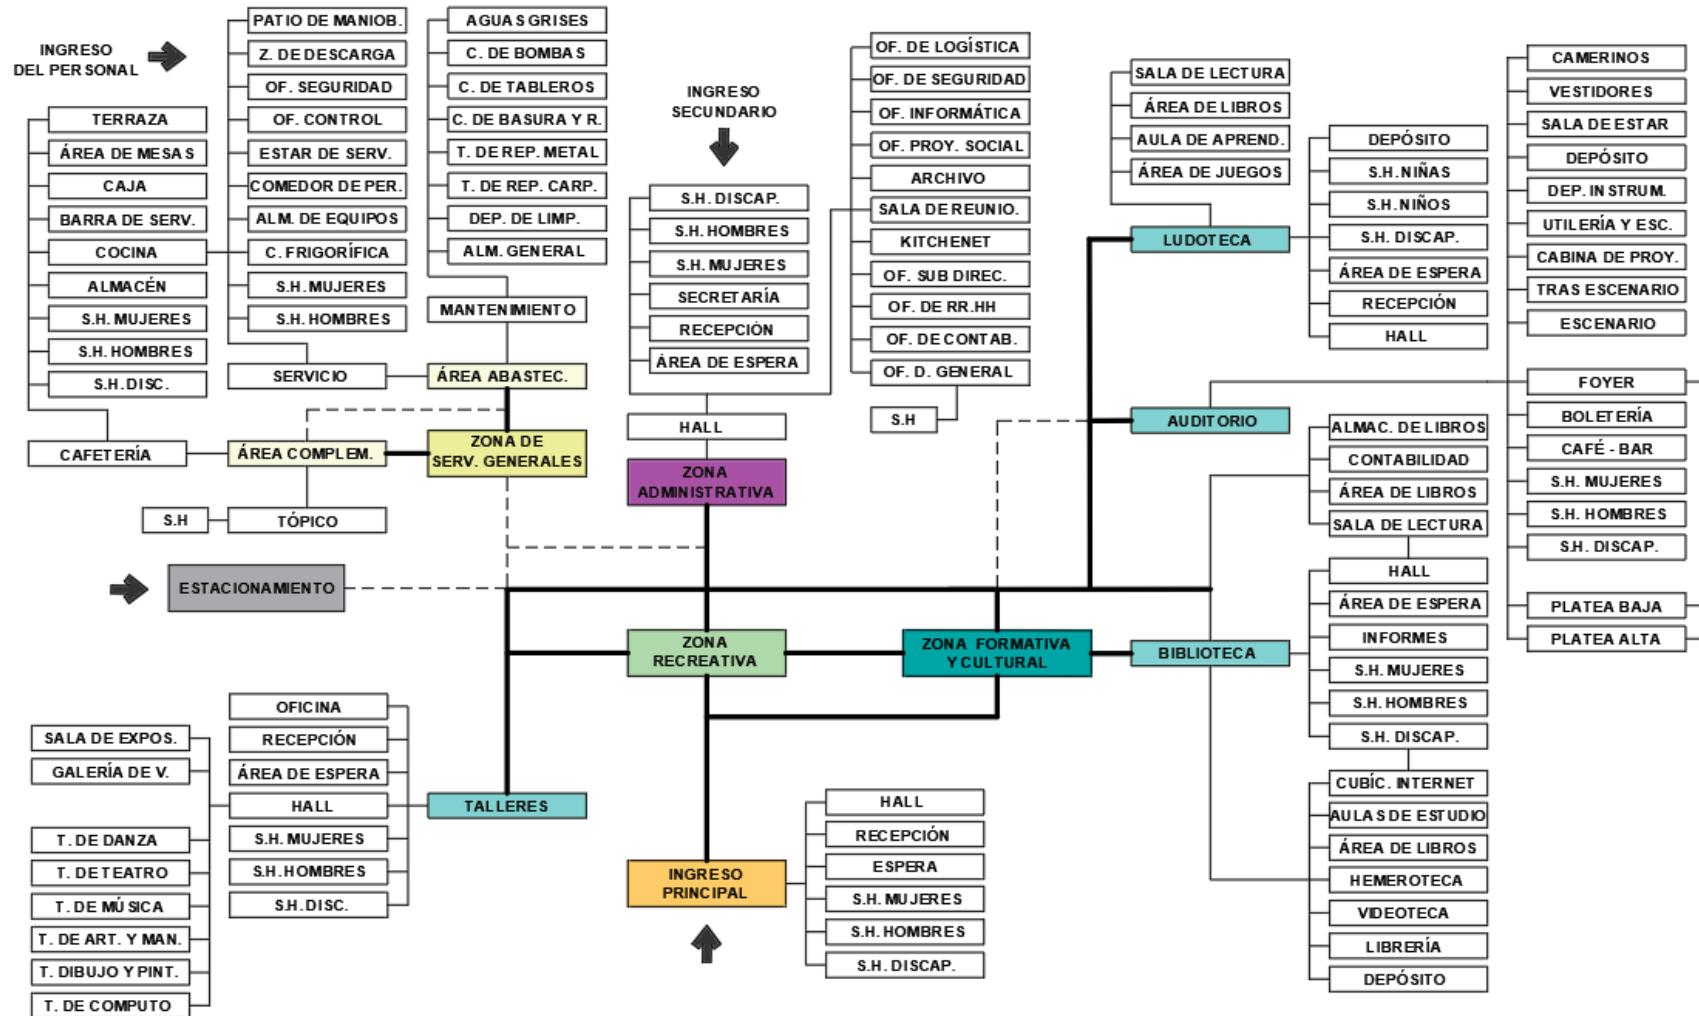 INGRESO
DEL PERSONAL
PATIO DE MANIOB.
Z. DE DESCARGA
OF. SEGURIDAD
OF. CONTROL
ESTAR DE SERV.
COMEDOR DE PER.
ALM. DE EQUIPOS
C. FRIGORÍFICA
S.H. MUJERES
S.H. HOMBRES
SERVICIO
TERRAZA
ÁREA DE MESAS
CAJA
BARRA DE SERV.
COCINA
ALMACÉN
S.H. MUJERES
S.H. HOMBRES
S.H. DISC.
CAFETERÍA
AGUAS GRISES
C. DE BOMBAS
C. DE TABLEROS
C. DE BASURA Y R.
T. DE REP. METAL
T. DE REP. CARP.
DEP. DE LIMP.
ALM. GENERAL
MANTENIMIENTO
ÁREA ABASTEC.
ÁREA COMPLEM.
ZONA DE
SERV. GENERALES
S.H
TÓPICO
ESTACIONAMIENTO
INGRESO
SECUNDARIO
S.H. DISCAP.
S.H. HOMBRES
S.H. MUJERES
SECRETARÍA
RECEPCIÓN
ÁREA DE ESPERA
HALL
ZONA
ADMINISTRATIVA
OF. DE LOGÍSTICA
OF. DE SEGURIDAD
OF. INFORMÁTICA
OF. PROY. SOCIAL
ARCHIVO
SALA DE REUNIO.
KITCHENET
OF. SUB DIREC.
OF. DE RR.HH
OF. DE CONTAB.
OF. D. GENERAL
S.H
SALA DE LECTURA
ÁREA DE LIBROS
AULA DE APREND.
ÁREA DE JUEGOS
LUDOTECA
DEPÓSITO
S.H. NIÑAS
S.H. NIÑOS
S.H. DISCAP.
ÁREA DE ESPERA
RECEPCIÓN
HALL
AUDITORIO
CAMERINOS
VESTIDORES
SALA DE ESTAR
DEPÓSITO
DEP. INSTRUM.
UTILERÍA Y ESC.
CABINA DE PROY.
TRAS ESCENARIO
ESCENARIO
FOYER
BOLETERÍA
CAFÉ - BAR
S.H. MUJERES
S.H. HOMBRES
S.H. DISCAP.
PLATEA BAJA
PLATEA ALTA
ALMAC. DE LIBROS
CONTABILIDAD
ÁREA DE LIBROS
SALA DE LECTURA
HALL
ÁREA DE ESPERA
INFORMES
S.H. MUJERES
S.H. HOMBRES
S.H. DISCAP.
CUBÍC. INTERNET
AULAS DE ESTUDIO
ÁREA DE LIBROS
HEMEROTECA
VIDEOTECA
LIBRERÍA
DEPÓSITO
ZONA
RECREATIVA
ZONA FORMATIVA
Y CULTURAL
BIBLIOTECA
OFICINA
RECEPCIÓN
ÁREA DE ESPERA
HALL
S.H. MUJERES
S.H. HOMBRES
S.H. DISC.
TALLERES
SALA DE EXPOS.
GALERÍA DE V.
T. DE DANZA
T. DE TEATRO
T. DE MÚSICA
T. DE ART. Y MAN.
T. DIBUJO Y PINT.
T. DE COMPUTO
INGRESO
PRINCIPAL
HALL
RECEPCIÓN
ESPERA
S.H. MUJERES
S.H. HOMBRES
S.H. DISCAP.